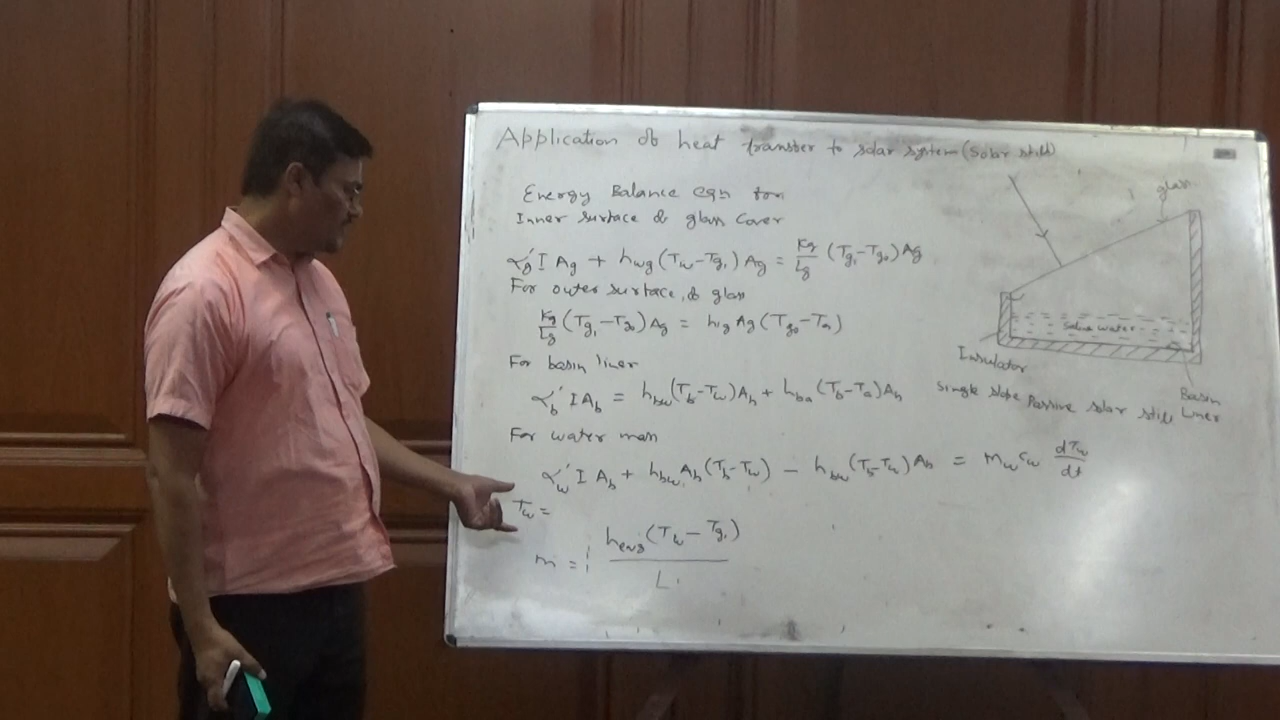 Application of heat transfer to solar system (Solar still)
Energy Balance eqn for
Inner surface of glass cover
α'g I Ag + hwg (Tw - Tgi) Ag = Kg/Lg (Tgi - Tgo) Ag
For outer surface of glass
Kg/Lg (Tgi - Tgo) Ag = h1g Ag (Tgo - Ta)
For basin liner
α'b I Ab = hbw (Tb - Tw) Ab + hba (Tb - Ta) Ab
For water mass
α'w I Ab + hbw Ab (Tb - Tw) - hbw (Tb - Tw) Ab = Mw Cw dTw/dt
Tw =
ṁ = hewg (Tw - Tgi) / L
glass
Saline water
Insulator
Basin Liner
Single slope Passive solar still